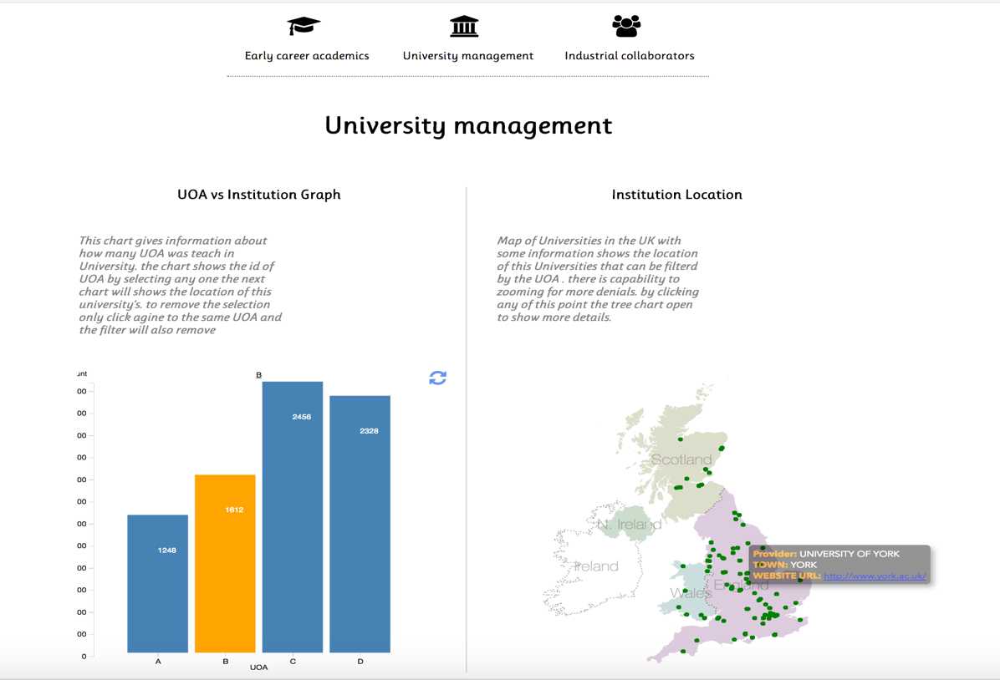 Early career academics
University management
Industrial collaborators
University management
UOA vs Institution Graph
This chart gives information about
how many UOA was teach in
University. the chart shows the id of
UOA by selecting any one the next
chart will shows the location of this
university's. to remove the selection
only click agine to the same UOA and
the filter will also remove
unt
B
00
00
00
00
00
00
00
00
00
00
00
00
0
2456
2328
1612
1248
A
B
C
D
UOA
Institution Location
Map of Universities in the UK with
some information shows the location
of this Universities that can be filterd
by the UOA . there is capability to
zooming for more denials. by clicking
any of this point the tree chart open
to show more details.
Scotland
N. Ireland
Ireland
Wales
England
Provider: UNIVERSITY OF YORK
TOWN: YORK
WEBSITE URL: http://www.york.ac.uk/